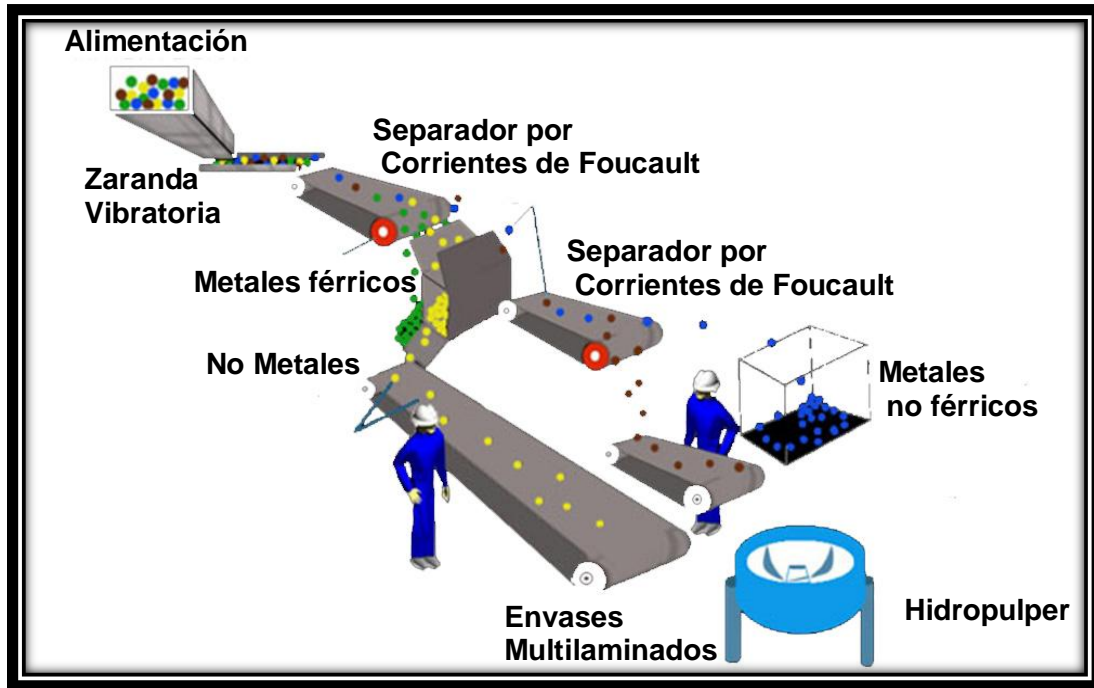 Alimentación
Separador por
Corrientes de Foucault
Zaranda
Vibratoria
Separador por
Corrientes de Foucault
Metales férricos
No Metales
Metales
no férricos
Envases
Multilaminados
Hidropulper